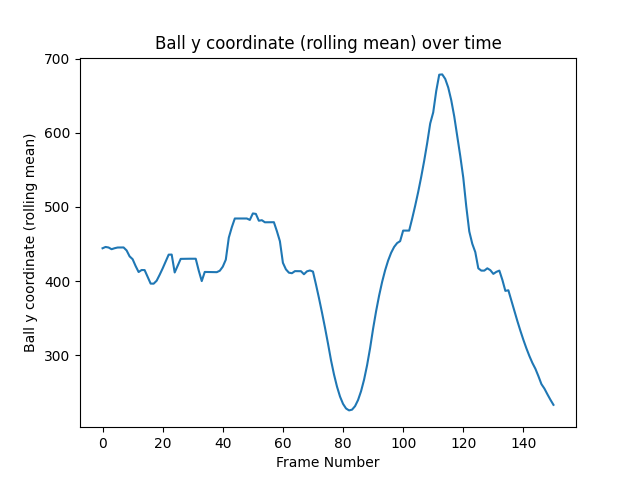 Ball y coordinate (rolling mean) over time
Ball y coordinate (rolling mean)
700
600
500
400
300
0 20 40 60 80 100 120 140
Frame Number